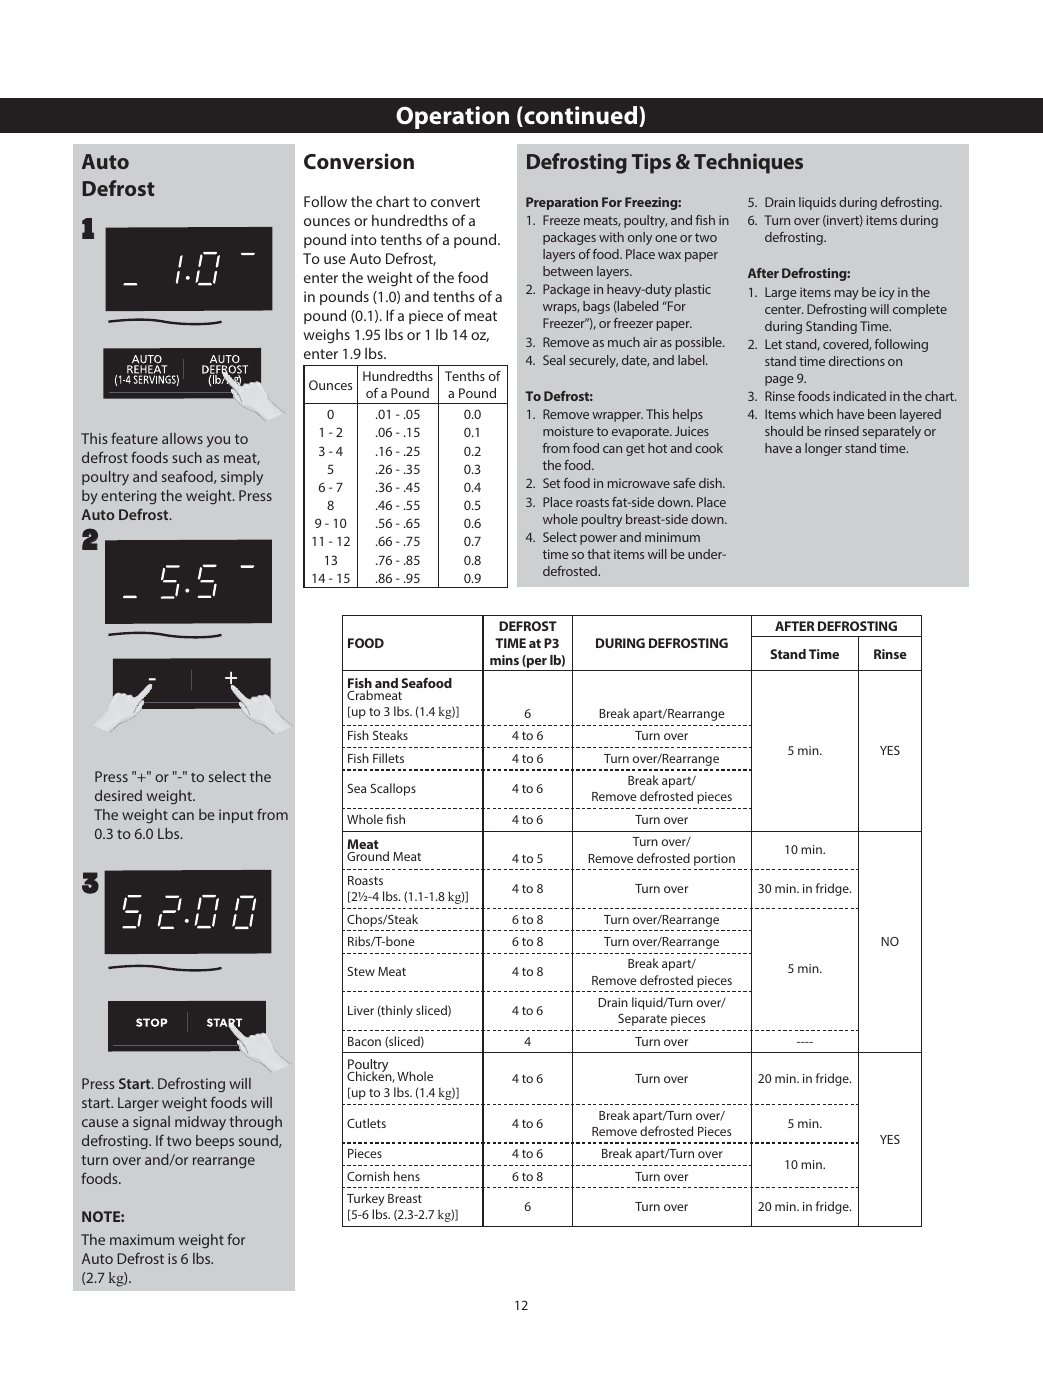 Operation (continued)
Auto
Defrost
1
_ 1.0 ‾
AUTO
REHEAT
(1-4 SERVINGS)
AUTO
DEFROST
(lb/kg)
This feature allows you to
defrost foods such as meat,
poultry and seafood, simply
by entering the weight. Press
Auto Defrost.
2
_ 5.5 ‾
- +
Press "+" or "-" to select the
desired weight.
The weight can be input from
0.3 to 6.0 Lbs.
3
52.00
STOP START
Press Start. Defrosting will
start. Larger weight foods will
cause a signal midway through
defrosting. If two beeps sound,
turn over and/or rearrange
foods.
NOTE:
The maximum weight for
Auto Defrost is 6 lbs.
(2.7 kg).
Conversion
Follow the chart to convert
ounces or hundredths of a
pound into tenths of a pound.
To use Auto Defrost,
enter the weight of the food
in pounds (1.0) and tenths of a
pound (0.1). If a piece of meat
weighs 1.95 lbs or 1 lb 14 oz,
enter 1.9 lbs.
Ounces Hundredths of a Pound Tenths of a Pound
0 .01 - .05 0.0
1 - 2 .06 - .15 0.1
3 - 4 .16 - .25 0.2
5 .26 - .35 0.3
6 - 7 .36 - .45 0.4
8 .46 - .55 0.5
9 - 10 .56 - .65 0.6
11 - 12 .66 - .75 0.7
13 .76 - .85 0.8
14 - 15 .86 - .95 0.9
Defrosting Tips & Techniques
Preparation For Freezing:
1. Freeze meats, poultry, and fish in
packages with only one or two
layers of food. Place wax paper
between layers.
2. Package in heavy-duty plastic
wraps, bags (labeled “For
Freezer”), or freezer paper.
3. Remove as much air as possible.
4. Seal securely, date, and label.
To Defrost:
1. Remove wrapper. This helps
moisture to evaporate. Juices
from food can get hot and cook
the food.
2. Set food in microwave safe dish.
3. Place roasts fat-side down. Place
whole poultry breast-side down.
4. Select power and minimum
time so that items will be under-
defrosted.
5. Drain liquids during defrosting.
6. Turn over (invert) items during
defrosting.
After Defrosting:
1. Large items may be icy in the
center. Defrosting will complete
during Standing Time.
2. Let stand, covered, following
stand time directions on
page 9.
3. Rinse foods indicated in the chart.
4. Items which have been layered
should be rinsed separately or
have a longer stand time.
FOOD
DEFROST
TIME at P3
mins (per lb)
DURING DEFROSTING
AFTER DEFROSTING
Stand Time Rinse
Fish and Seafood
Crabmeat
[up to 3 lbs. (1.4 kg)] 6 Break apart/Rearrange
Fish Steaks 4 to 6 Turn over
5 min. YES
Fish Fillets 4 to 6 Turn over/Rearrange
Sea Scallops 4 to 6 Break apart/
Remove defrosted pieces
Whole fish 4 to 6 Turn over
Meat
Ground Meat 4 to 5 Turn over/
Remove defrosted portion
10 min.
Roasts
[2½-4 lbs. (1.1-1.8 kg)] 4 to 8 Turn over 30 min. in fridge.
Chops/Steak 6 to 8 Turn over/Rearrange
Ribs/T-bone 6 to 8 Turn over/Rearrange NO
Stew Meat 4 to 8 Break apart/
Remove defrosted pieces
5 min.
Liver (thinly sliced) 4 to 6 Drain liquid/Turn over/
Separate pieces
Bacon (sliced) 4 Turn over ----
Poultry
Chicken, Whole
[up to 3 lbs. (1.4 kg)] 4 to 6 Turn over 20 min. in fridge.
Cutlets 4 to 6 Break apart/Turn over/
Remove defrosted Pieces
5 min.
YES
Pieces 4 to 6 Break apart/Turn over
10 min.
Cornish hens 6 to 8 Turn over
Turkey Breast
[5-6 lbs. (2.3-2.7 kg)] 6 Turn over 20 min. in fridge.
12